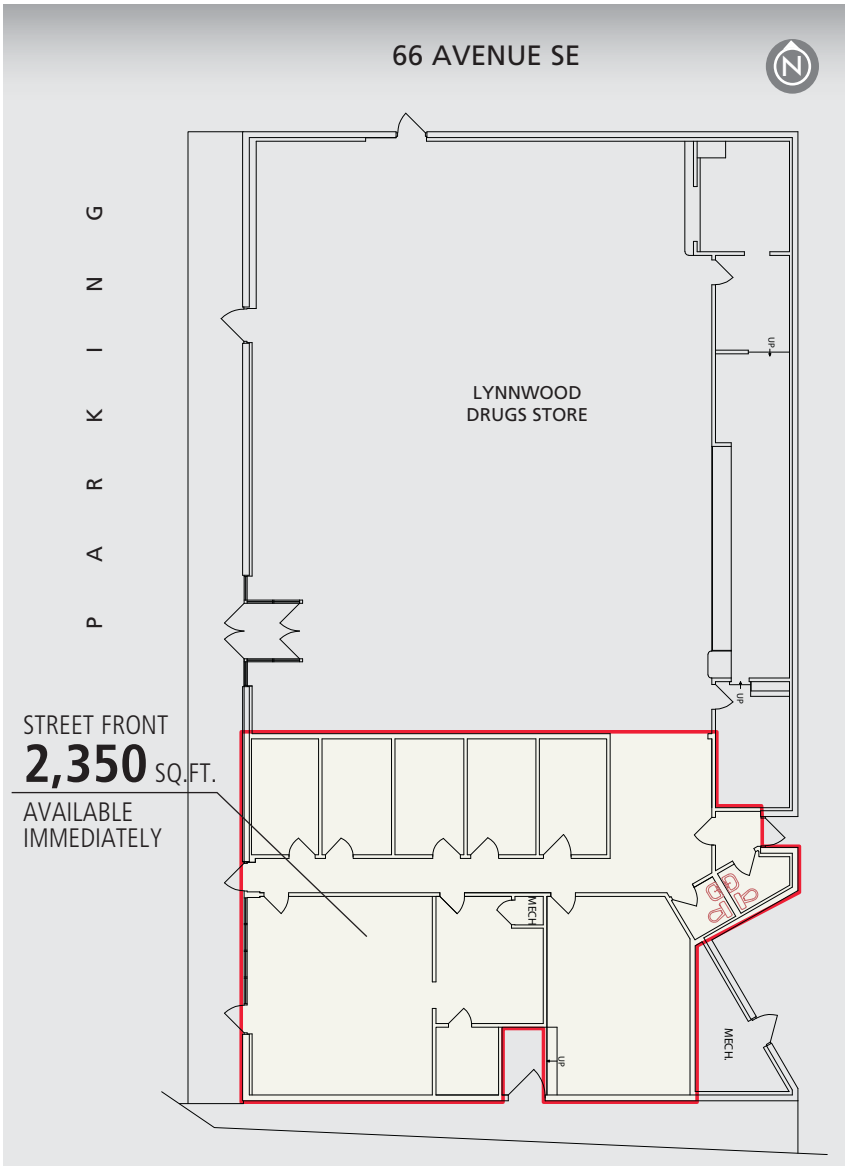 66 AVENUE SE
N
PARKING
UP
LYNNWOOD
DRUGS STORE
UP
STREET FRONT
2,350 SQ.FT.
AVAILABLE
IMMEDIATELY
MECH
MECH.
UP